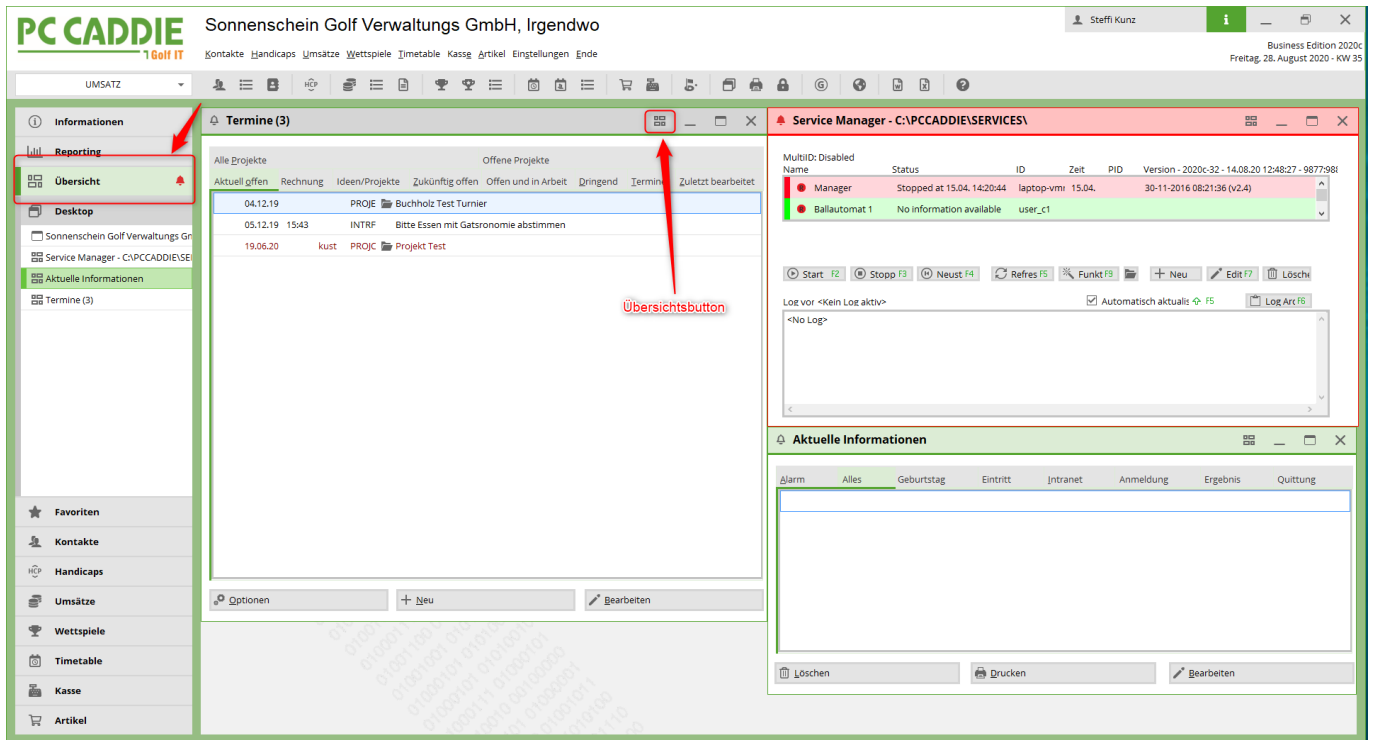 PC CADDIE
Golf IT
Sonnenschein Golf Verwaltungs GmbH, Irgendwo
Steffi Kunz
i
Kontakte Handicaps Umsätze Wettspiele Timetable Kasse Artikel Einstellungen Ende
Business Edition 2020c
Freitag, 28. August 2020 - KW 35
UMSATZ
HCP
Informationen
Reporting
Übersicht
Desktop
Sonnenschein Golf Verwaltungs Gn
Service Manager - C:\PCCADDIE\SEI
Aktuelle Informationen
Termine (3)
Favoriten
Kontakte
HCP Handicaps
Umsätze
Wettspiele
Timetable
Kasse
Artikel
Termine (3)
Alle Projekte Offene Projekte
Aktuell offen Rechnung Ideen/Projekte Zukünftig offen Offen und in Arbeit Dringend Termine Zuletzt bearbeitet
04.12.19 PROJE Buchholz Test Turnier
05.12.19 15:43 INTRF Bitte Essen mit Gatsronomie abstimmen
19.06.20 kust PROJC Projekt Test
Übersichtsbutton
Optionen Neu Bearbeiten
Service Manager - C:\PCCADDIE\SERVICES\
MultiID: Disabled
Name Status ID Zeit PID Version - 2020c-32 - 14.08.20 12:48:27 - 9877:988
Manager Stopped at 15.04. 14:20:44 laptop-vmi 15.04. 30-11-2016 08:21:36 (v2.4)
Ballautomat 1 No information available user_c1
Start F2 Stopp F3 Neust F4 Refres F5 Funkt F9 Neu Edit F7 Lösche
Log vor <Kein Log aktiv> Automatisch aktualis F5 Log Arc F6
<No Log>
Aktuelle Informationen
Alarm Alles Geburtstag Eintritt Intranet Anmeldung Ergebnis Quittung
Löschen Drucken Bearbeiten